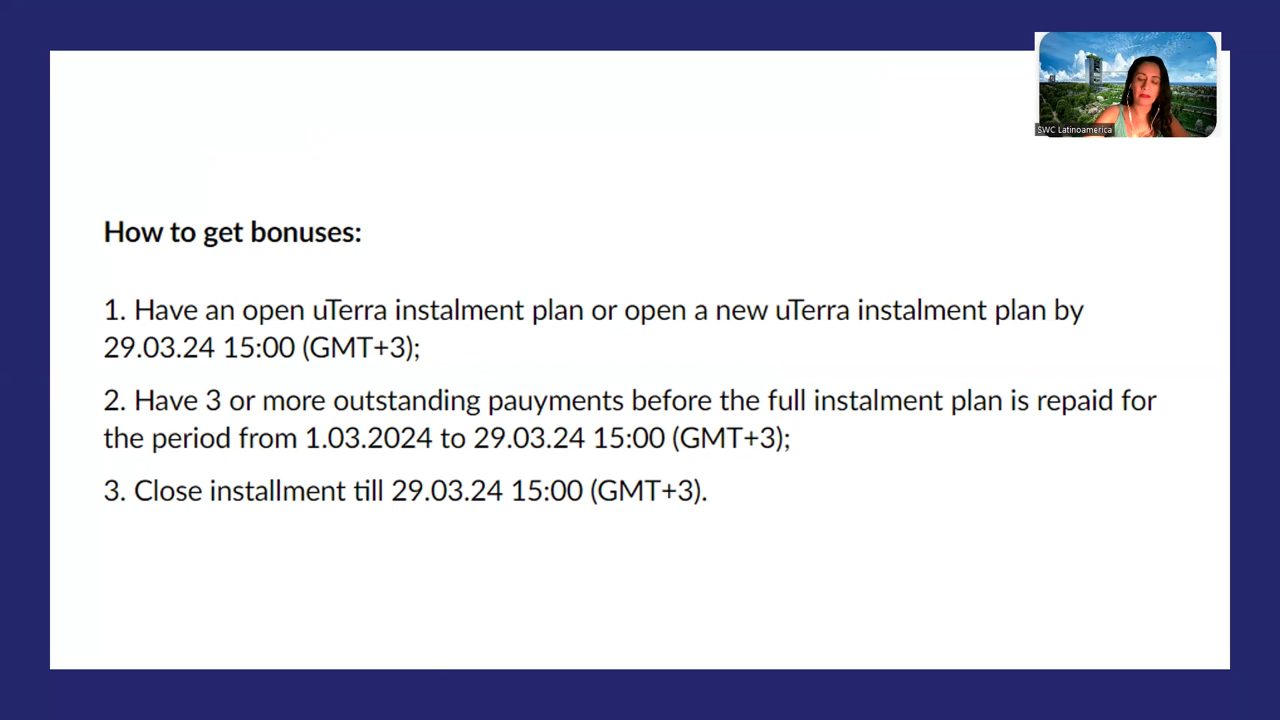 SWC Latinoamerica
How to get bonuses:
1. Have an open uTerra instalment plan or open a new uTerra instalment plan by
29.03.24 15:00 (GMT+3);
2. Have 3 or more outstanding pauyments before the full instalment plan is repaid for
the period from 1.03.2024 to 29.03.24 15:00 (GMT+3);
3. Close installment till 29.03.24 15:00 (GMT+3).